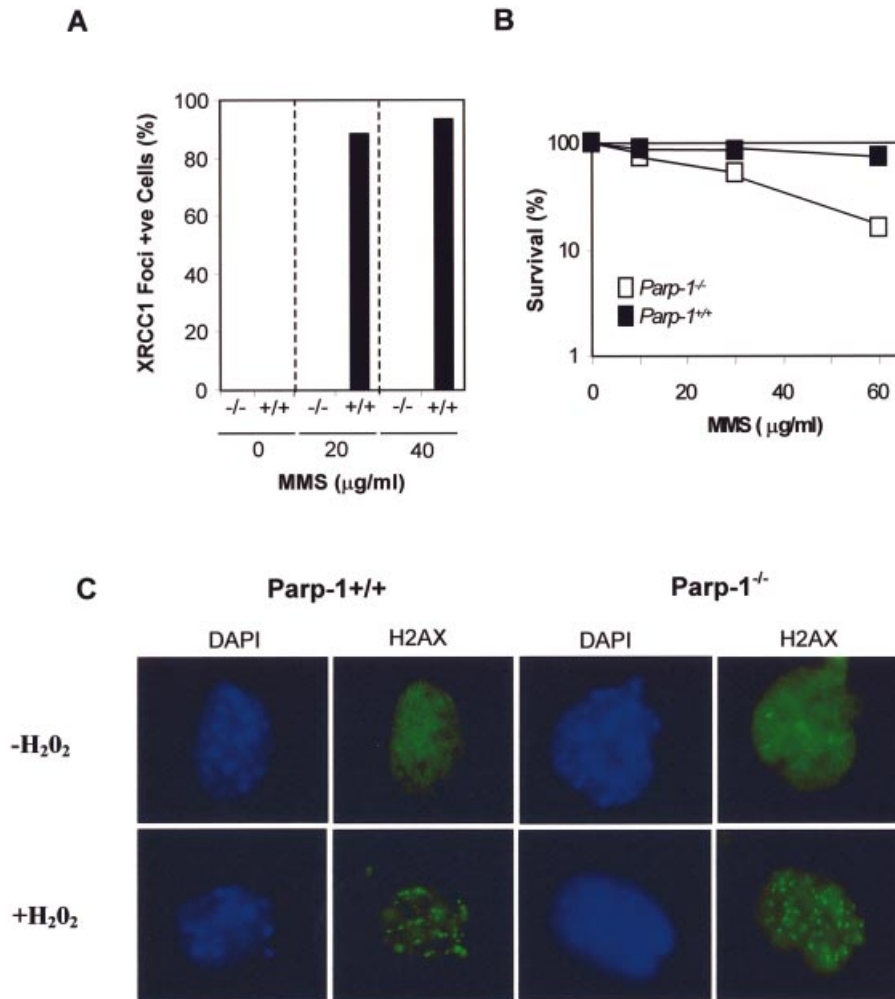 A
XRCC1 Foci +ve Cells (%)
100
80
60
40
20
0
-/- +/+ -/- +/+ -/- +/+
0 20 40
MMS (µg/ml)
B
Survival (%)
100
10
1
Parp-1-/-
Parp-1+/+
0 20 40 60
MMS ( µg/ml)
C
Parp-1+/+ Parp-1-/-
DAPI H2AX DAPI H2AX
-H₂0₂
+H₂0₂